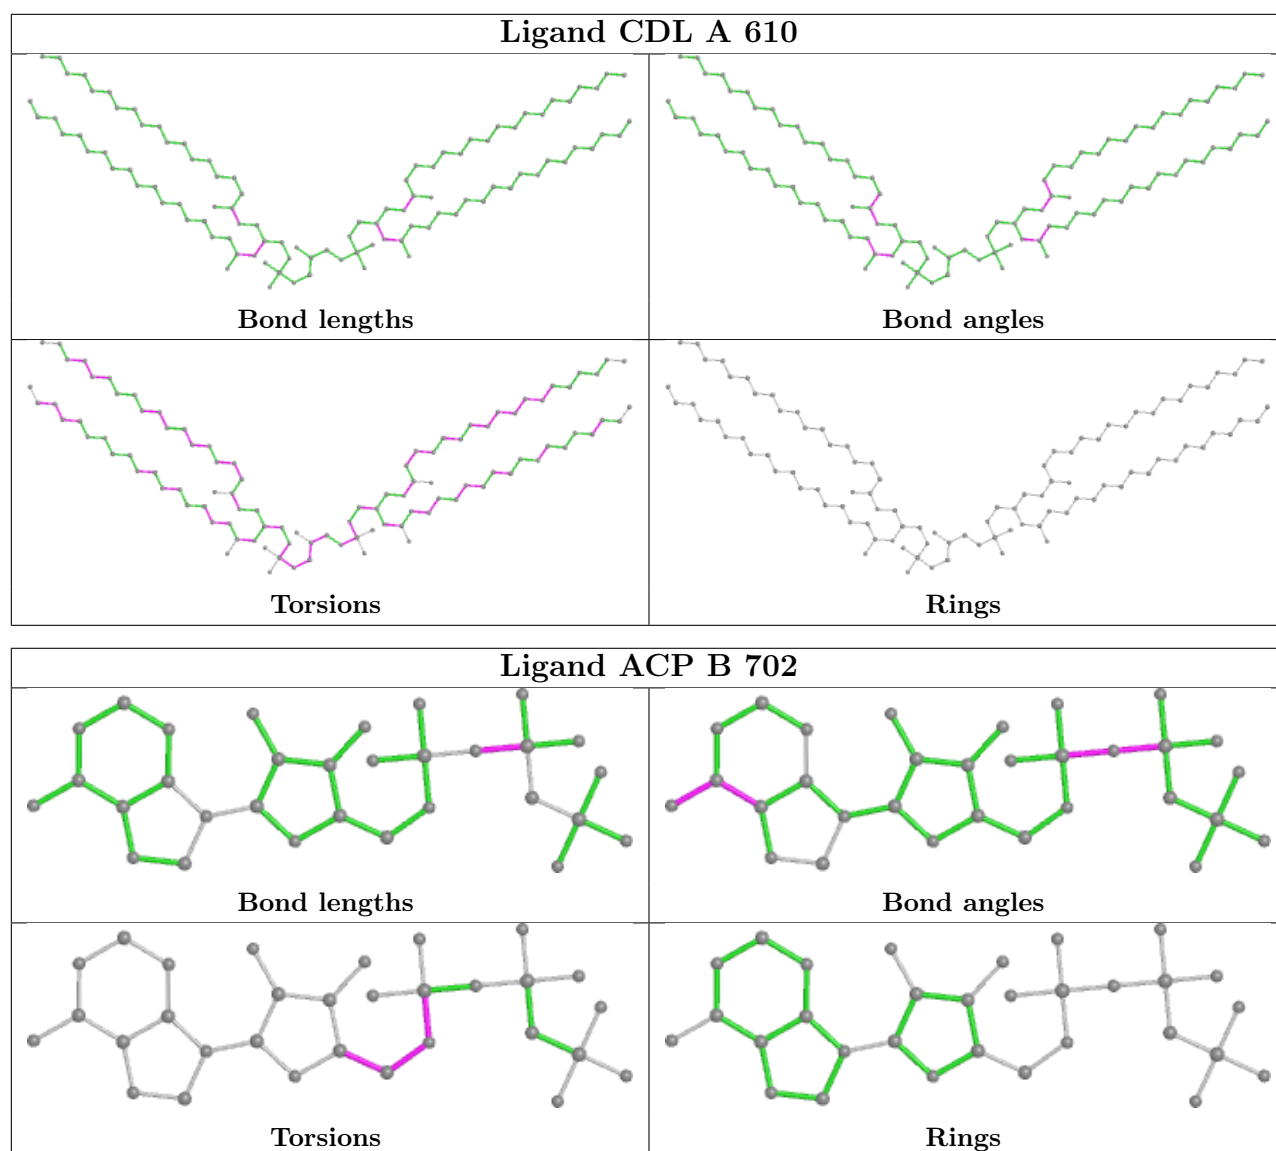 Ligand CDL A 610
Bond lengths
Bond angles
Torsions
Rings
Ligand ACP B 702
Bond lengths
Bond angles
Torsions
Rings